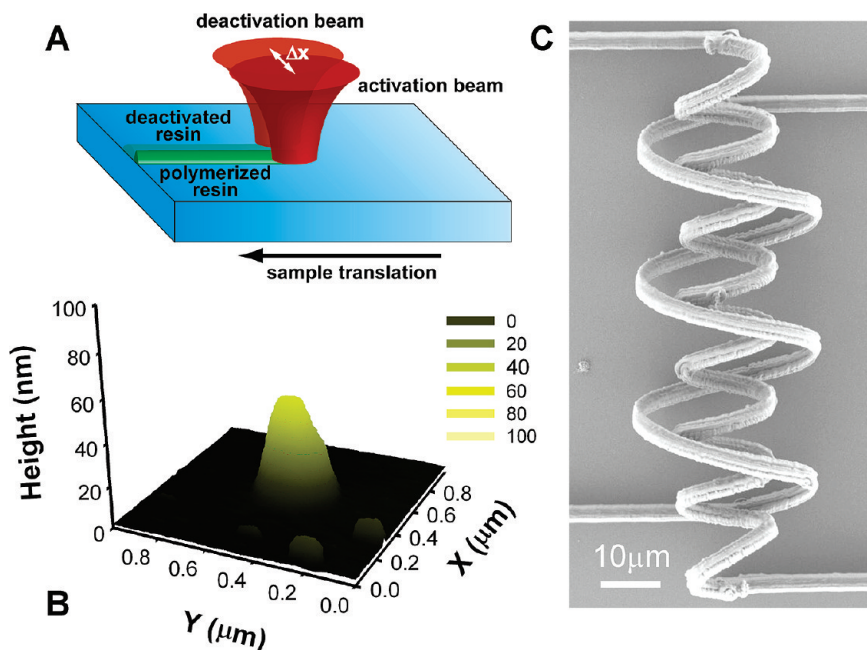 A
deactivation beam
Δx
activation beam
deactivated
resin
polymerized
resin
sample translation
100
80
60
40
20
0
Height (nm)
0
20
40
60
80
100
0.8
0.6
0.4
0.2
0.0
Y (μm)
0.8
0.6
0.4
0.2
0.0
X (μm)
B
C
10μm